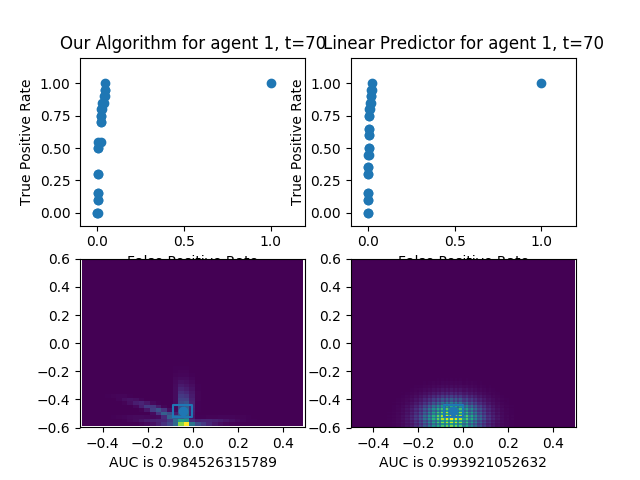 Our Algorithm for agent 1, t=70
Linear Predictor for agent 1, t=70
True Positive Rate
1.00
0.75
0.50
0.25
0.00
0.0 0.5 1.0
False Positive Rate
True Positive Rate
1.00
0.75
0.50
0.25
0.00
0.0 0.5 1.0
False Positive Rate
0.6
0.4
0.2
0.0
−0.2
−0.4
−0.6
−0.4 −0.2 0.0 0.2 0.4
AUC is 0.984526315789
0.6
0.4
0.2
0.0
−0.2
−0.4
−0.6
−0.4 −0.2 0.0 0.2 0.4
AUC is 0.993921052632